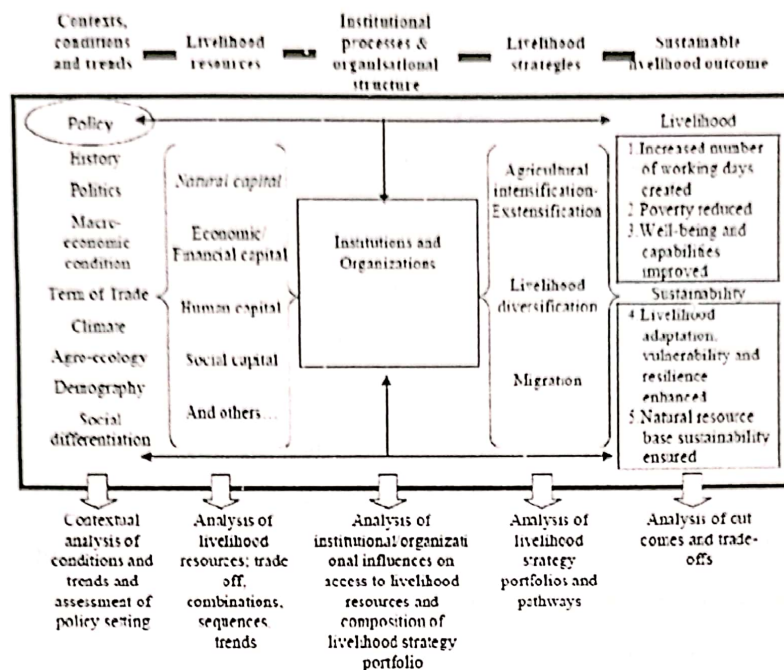 Contexts,
conditions
and trends
Livelihood
resources
Institutional
processes &
organisational
structure
Livelihood
strategies
Sustainable
livelihood outcome
Policy
History
Politics
Macro-
economic
condition
Term of Trade
Climate
Agro-ecology
Demography
Social
differentiation
Natural capital
Economic/
Financial capital
Human capital
Social capital
And others...
Institutions and
Organizations
Agricultural
intensification-
Exstensification
Livelihood
diversification
Migration
Livelihood
1.Increased number
of working days
created
2 Poverty reduced
3.Well-being and
capabilities
improved
Sustainability
4 Livelihood
adaptation,
vulnerability and
resilience
enhanced
5.Natural resource
base sustainability
ensured
Contextual
analysis of
conditions and
trends and
assessment of
policy setting
Analysis of
livelihood
resources; trade
off,
combinations,
sequences,
trends
Analysis of
institutional/organizati
onal influences on
access to livelihood
resources and
composition of
livelihood strategy
portfolio
Analysis of
livelihood
strategy
portfolios and
pathways
Analysis of cut
comes and trade-
offs